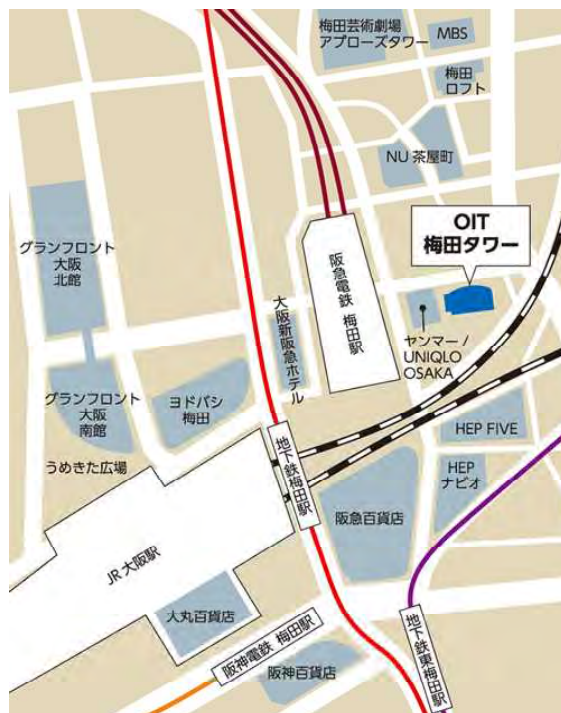 梅田芸術劇場
アプローズタワー
MBS
梅田
ロフト
NU 茶屋町
OIT
梅田タワー
グランフロント
大阪
北館
阪急電鉄 梅田駅
大阪新阪急ホテル
ヤンマー /
UNIQLO
OSAKA
グランフロント
大阪
南館
ヨドバシ
梅田
うめきた広場
地下鉄梅田駅
HEP FIVE
HEP
ナビオ
阪急百貨店
JR 大阪駅
大丸百貨店
阪神電鉄 梅田駅
阪神百貨店
地下鉄東梅田駅